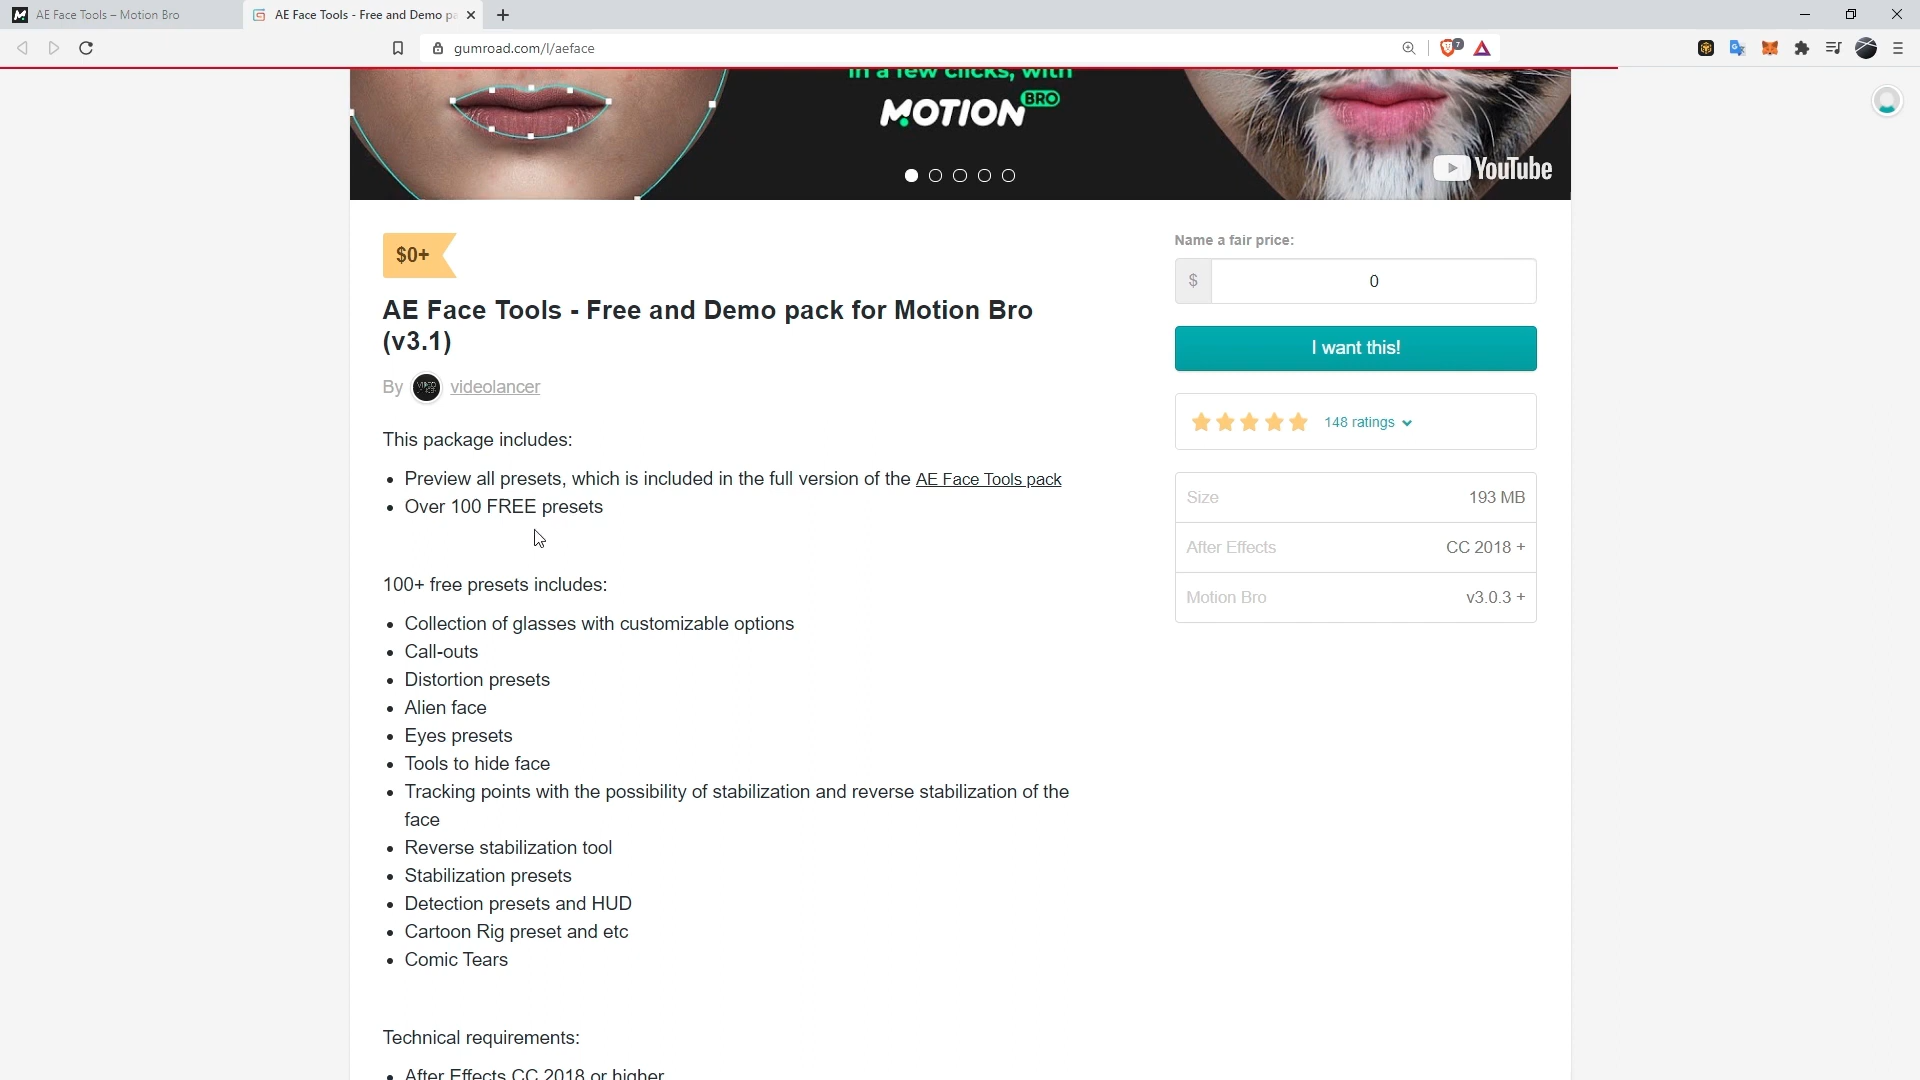 AE Face Tools – Motion Bro
AE Face Tools - Free and Demo pa
gumroad.com/l/aeface
7
in a few clicks, with
MOTION BRO
YouTube
$0+
Name a fair price:
$ 0
AE Face Tools - Free and Demo pack for Motion Bro
(v3.1)
I want this!
By videolancer
148 ratings
This package includes:
• Preview all presets, which is included in the full version of the AE Face Tools pack
• Over 100 FREE presets
Size 193 MB
After Effects CC 2018 +
Motion Bro v3.0.3 +
100+ free presets includes:
• Collection of glasses with customizable options
• Call-outs
• Distortion presets
• Alien face
• Eyes presets
• Tools to hide face
• Tracking points with the possibility of stabilization and reverse stabilization of the
face
• Reverse stabilization tool
• Stabilization presets
• Detection presets and HUD
• Cartoon Rig preset and etc
• Comic Tears
Technical requirements:
• After Effects CC 2018 or higher